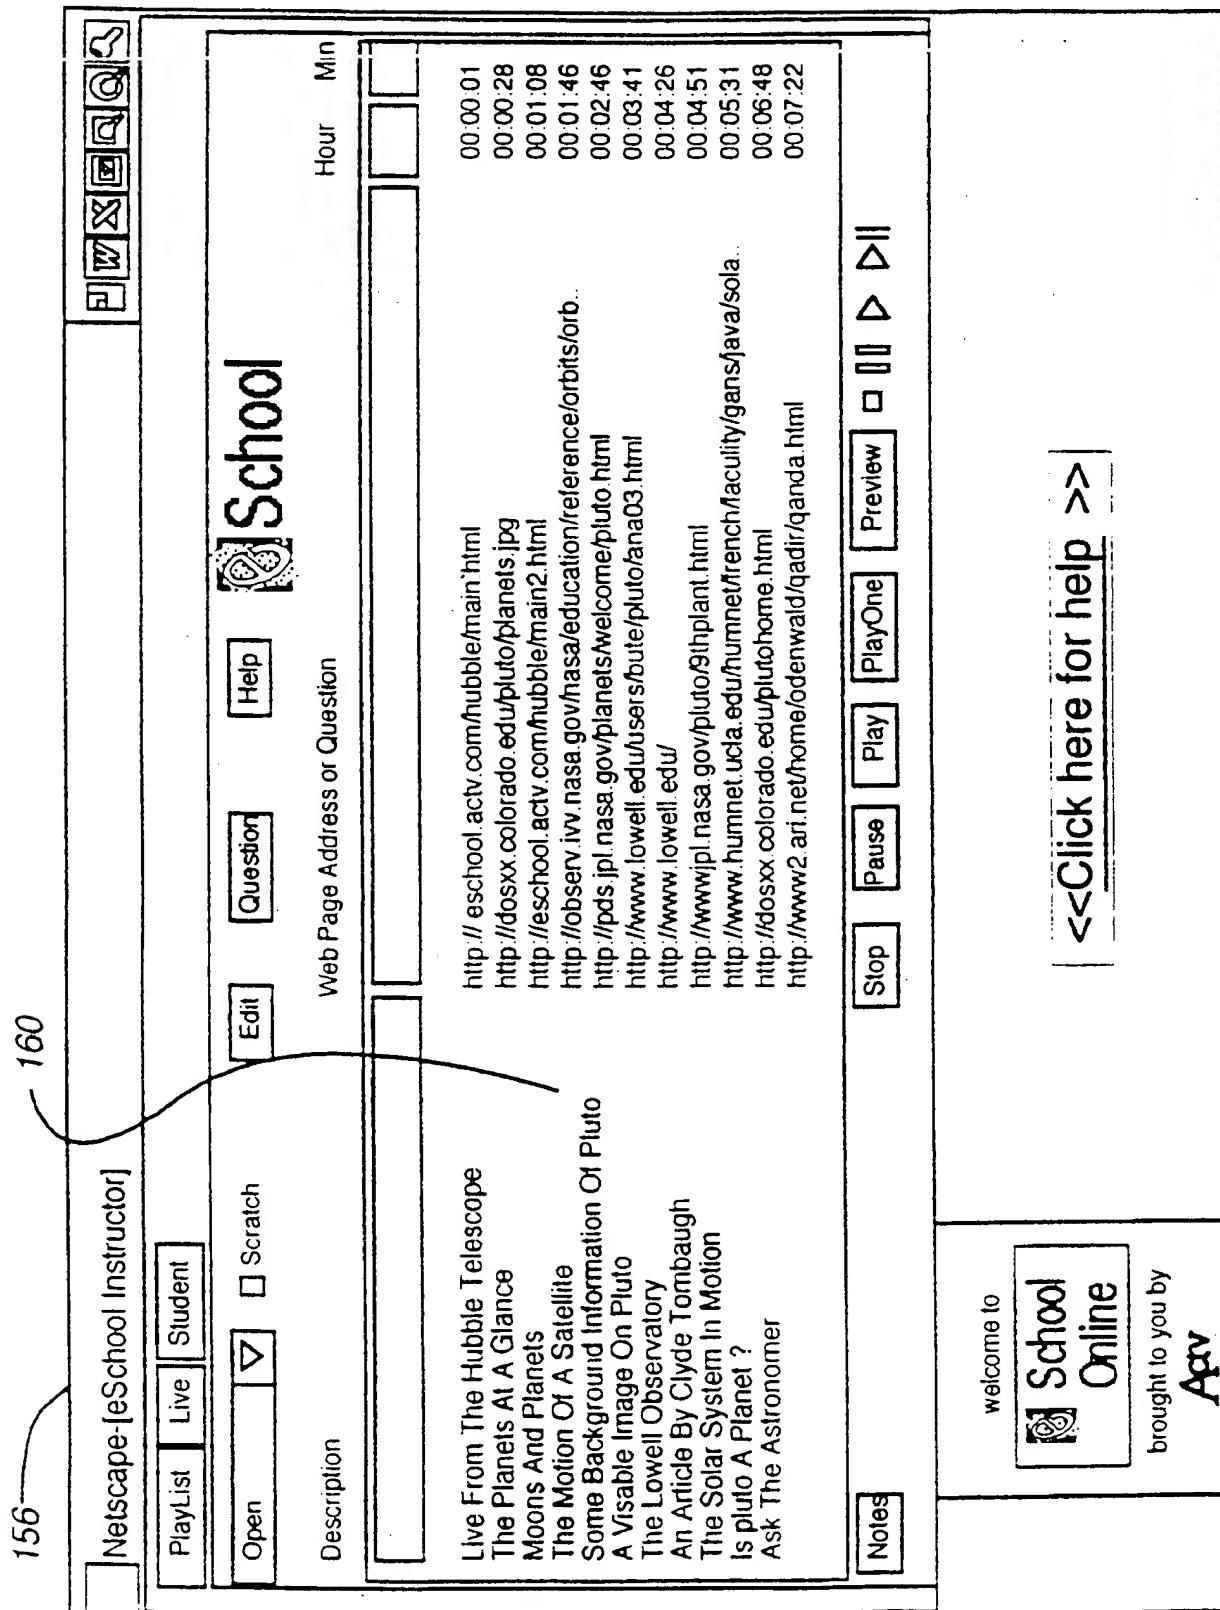 156
160
Netscape-[eSchool Instructor]
PlayList Live Student
Open Scratch Edit Question Help School
Description Web Page Address or Question Hour Min
Live From The Hubble Telescope http:// eschool.actv.com/hubble/main'html 00:00:01
The Planets At A Glance http://dosxx.colorado.edu/pluto/planets.jpg 00:00:28
Moons And Planets http://eschool.actv.com/hubble/main2.html 00:01:08
The Motion Of A Satellite http://observ.ivv.nasa.gov/nasa/education/reference/orbits/orb.. 00:01:46
Some Background Information Of Pluto http://pds.jpl.nasa.gov/planets/welcome/pluto.html 00:02:46
A Visable Image On Pluto http://www.lowell.edu/users/bute/pluto/ana03.html 00:03:41
The Lowell Observatory http://www.lowell.edu/ 00:04:26
An Article By Clyde Tombaugh http://wwwjpl.nasa.gov/pluto/9thplant.html 00:04:51
The Solar System In Motion http://www.humnet.ucla.edu/humnet/french/faculity/gans/java/sola.. 00:05:31
Is pluto A Planet ? http://dosxx.colorado.edu/plutohome.html 00:06:48
Ask The Astronomer http://www2.ari.net/home/odenwald/qadir/qanda.html 00:07:22
Notes Stop Pause Play PlayOne Preview
welcome to
School
Online
brought to you by
<<Click here for help >>